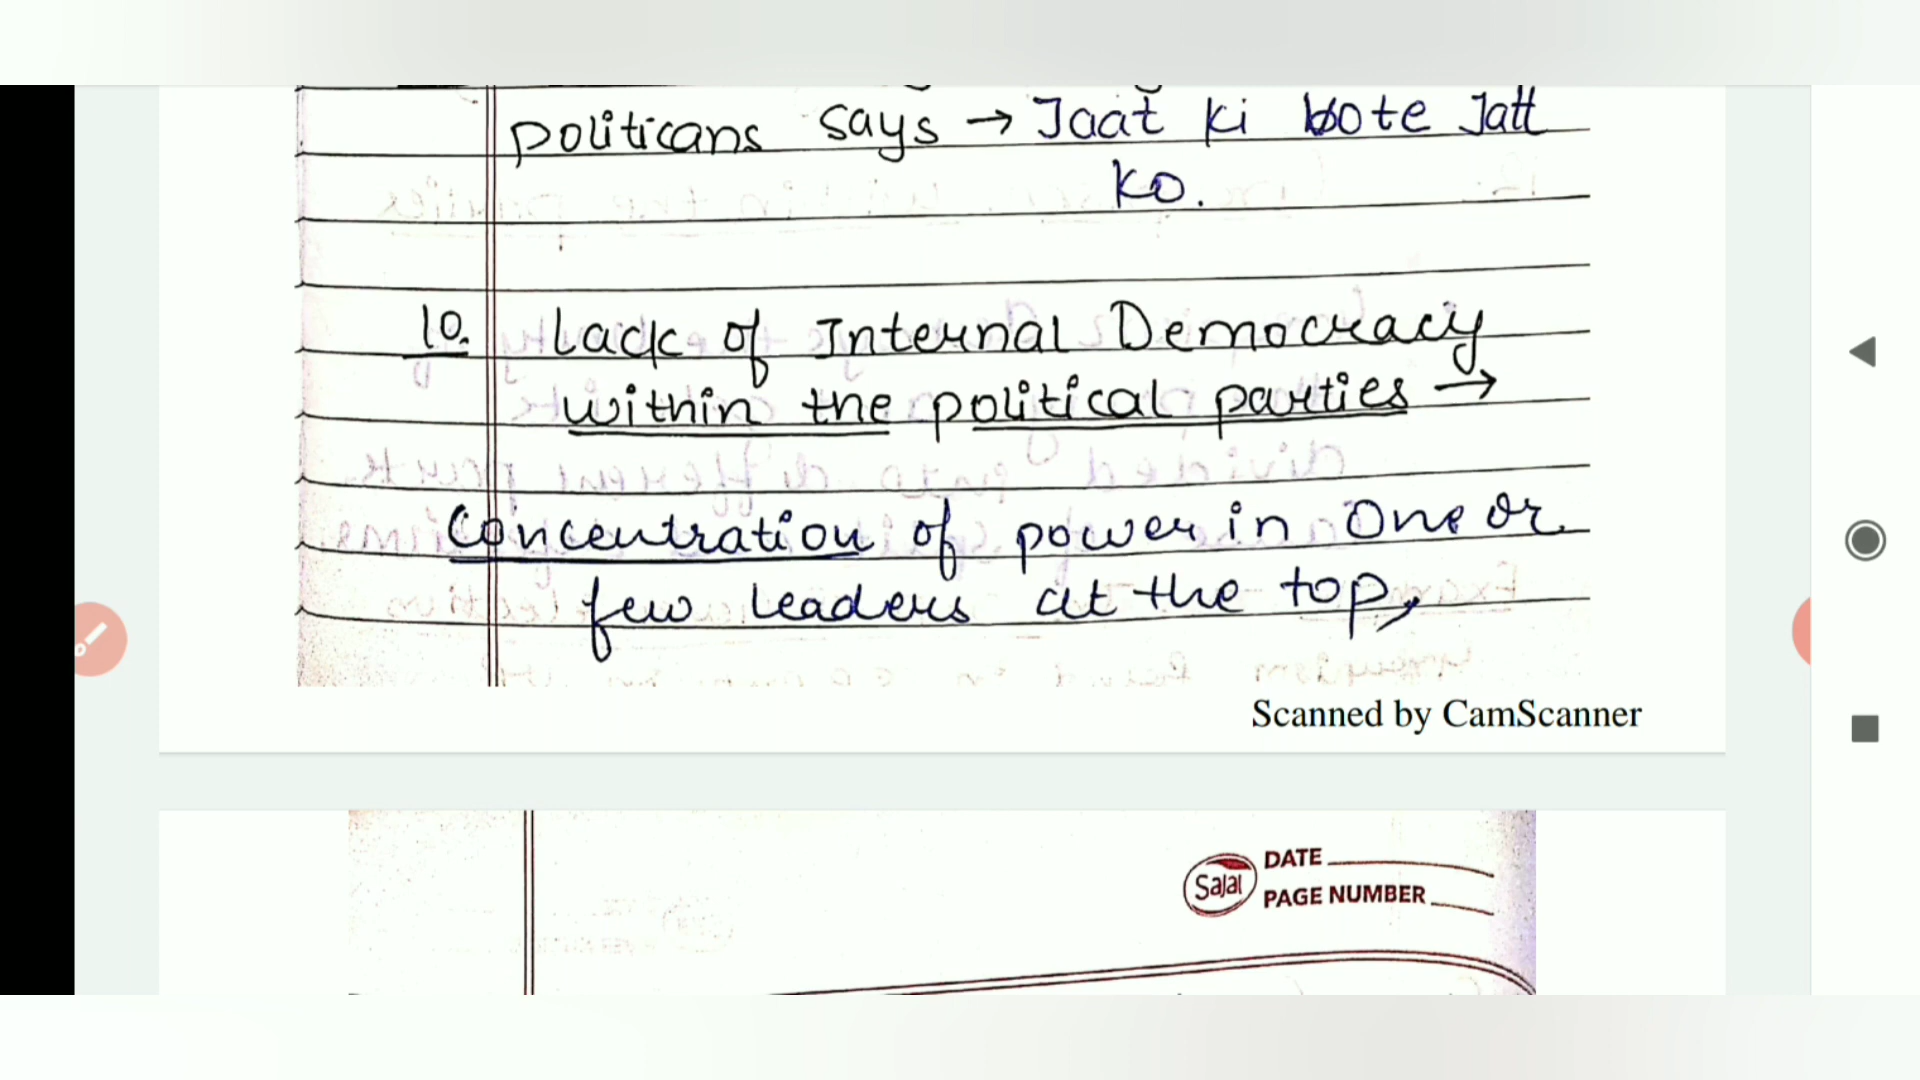 politicans says → Jaat ki vote Jatt
ko.
10. Lack of Internal Democracy
within the political parties →
Concentration of power in One or
few leaders at the top,
Scanned by CamScanner
Sajal
DATE
PAGE NUMBER